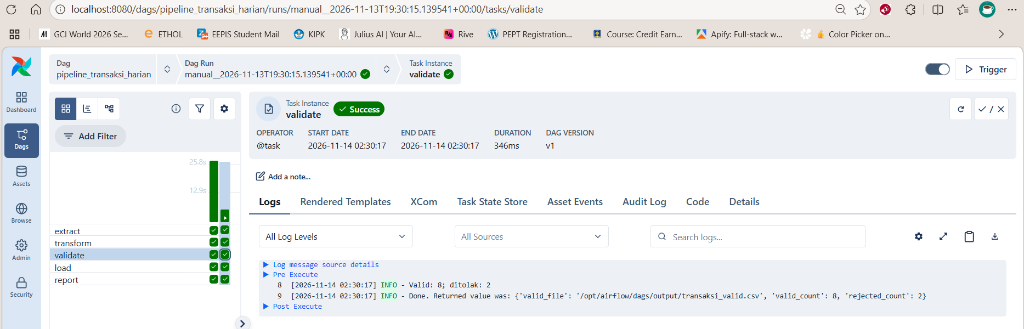 localhost:8080/dags/pipeline_transaksi_harian/runs/manual__2026-11-13T19:30:15.139541+00:00/tasks/validate
GCI World 2026 Se...
ETHOL
EEPIS Student Mail
KIPK
Julius AI | Your AI...
Rive
PEPT Registration...
Course: Credit Earn...
Apify: Full-stack w...
Color Picker on...
Dag
pipeline_transaksi_harian
Dag Run
manual__2026-11-13T19:30:15.139541+00:00
Task Instance
validate
Trigger
Dashboard
Dags
Assets
Browse
Admin
Security
Add Filter
25,8s
12,9s
extract
transform
validate
load
report
Task Instance
validate
Success
OPERATOR START DATE END DATE DURATION DAG VERSION
@task 2026-11-14 02:30:17 2026-11-14 02:30:17 346ms v1
Add a note...
Logs Rendered Templates XCom Task State Store Asset Events Audit Log Code Details
All Log Levels
All Sources
Search logs...
Log message source details
Pre Execute
8 [2026-11-14 02:30:17] INFO - Valid: 8; ditolak: 2
9 [2026-11-14 02:30:17] INFO - Done. Returned value was: {'valid_file': '/opt/airflow/dags/output/transaksi_valid.csv', 'valid_count': 8, 'rejected_count': 2}
Post Execute